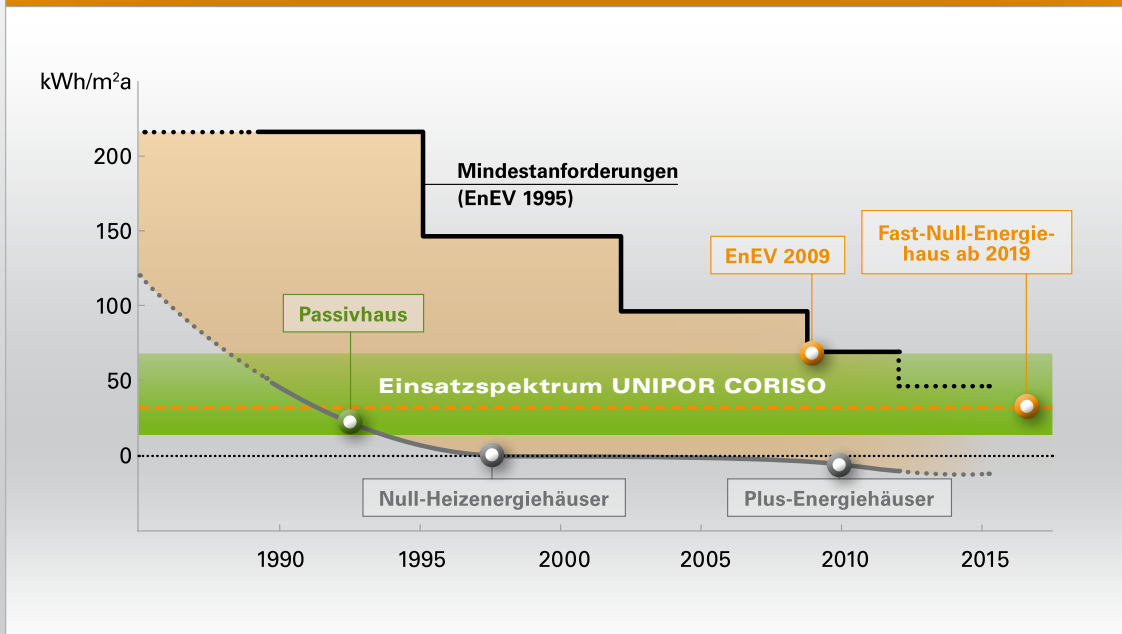 kWh/m²a
200
150
100
50
0
Mindestanforderungen
(EnEV 1995)
EnEV 2009
Fast-Null-Energie-
haus ab 2019
Passivhaus
Einsatzspektrum UNIPOR CORISO
Null-Heizenergiehäuser
Plus-Energiehäuser
1990
1995
2000
2005
2010
2015